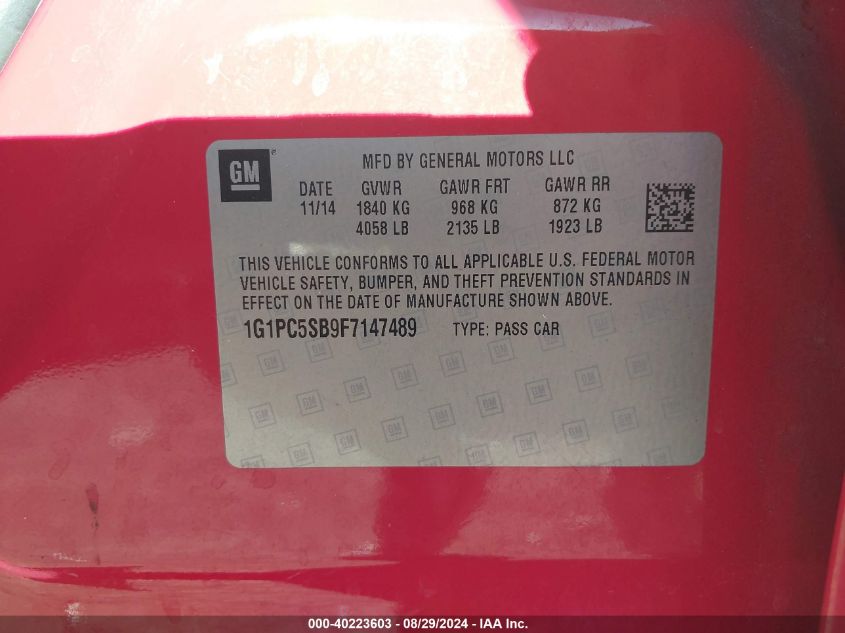 GM
MFD BY GENERAL MOTORS LLC
DATE GVWR GAWR FRT GAWR RR
11/14 1840 KG 968 KG 872 KG
4058 LB 2135 LB 1923 LB
THIS VEHICLE CONFORMS TO ALL APPLICABLE U.S. FEDERAL MOTOR
VEHICLE SAFETY, BUMPER, AND THEFT PREVENTION STANDARDS IN
EFFECT ON THE DATE OF MANUFACTURE SHOWN ABOVE.
1G1PC5SB9F7147489 TYPE: PASS CAR
000-40223603 - 08/29/2024 - IAA Inc.